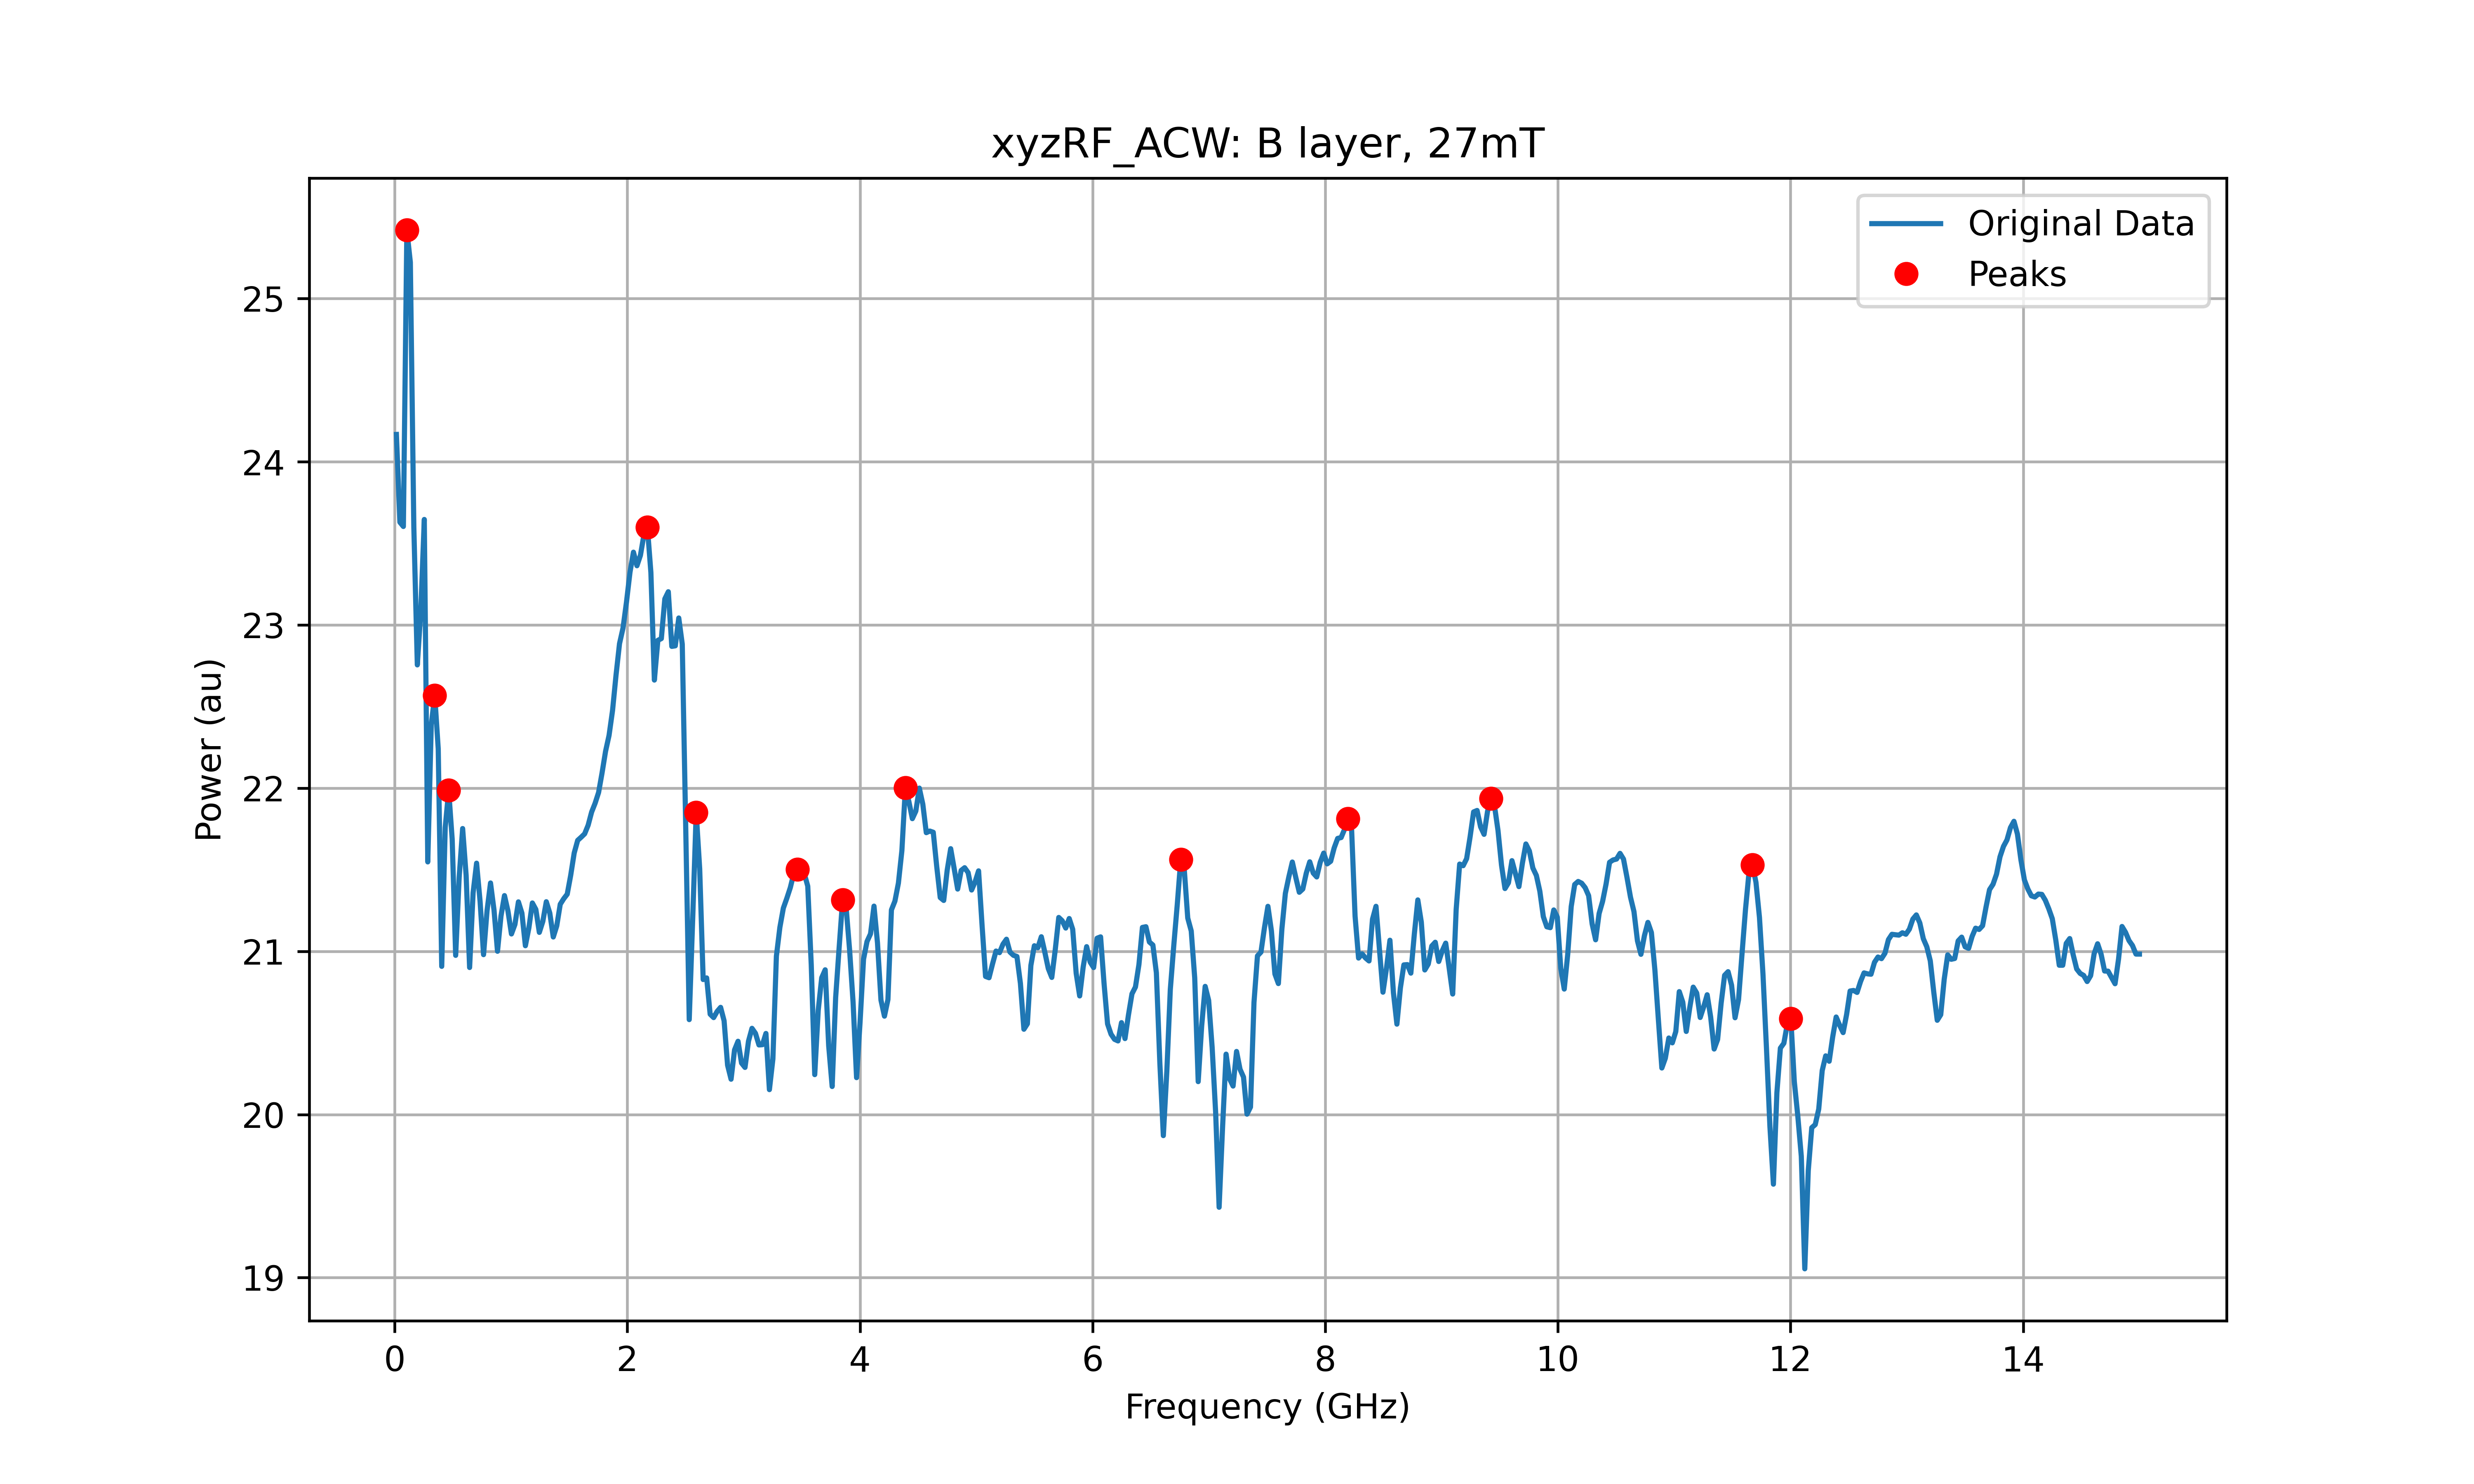 xyzRF_ACW: B layer, 27mT
Original Data
Peaks
25
24
23
22
21
20
19
Power (au)
0 2 4 6 8 10 12 14
Frequency (GHz)